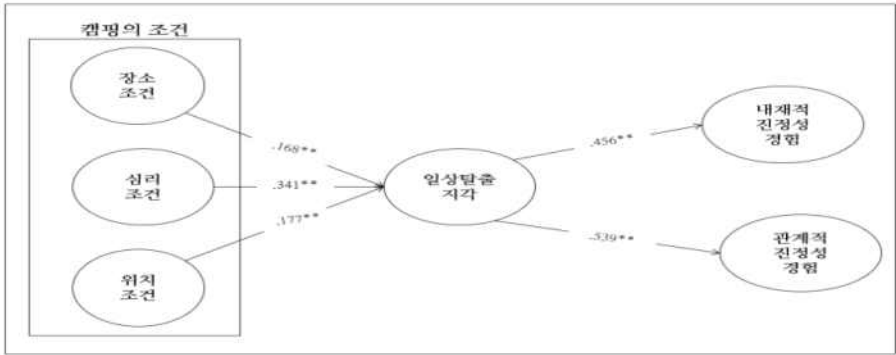 캠핑의 조건
장소
조건
심리
조건
위치
조건
.168**
.341**
.177**
일상탈출
지각
.456**
.539**
내재적
진정성
경험
관계적
진정성
경험